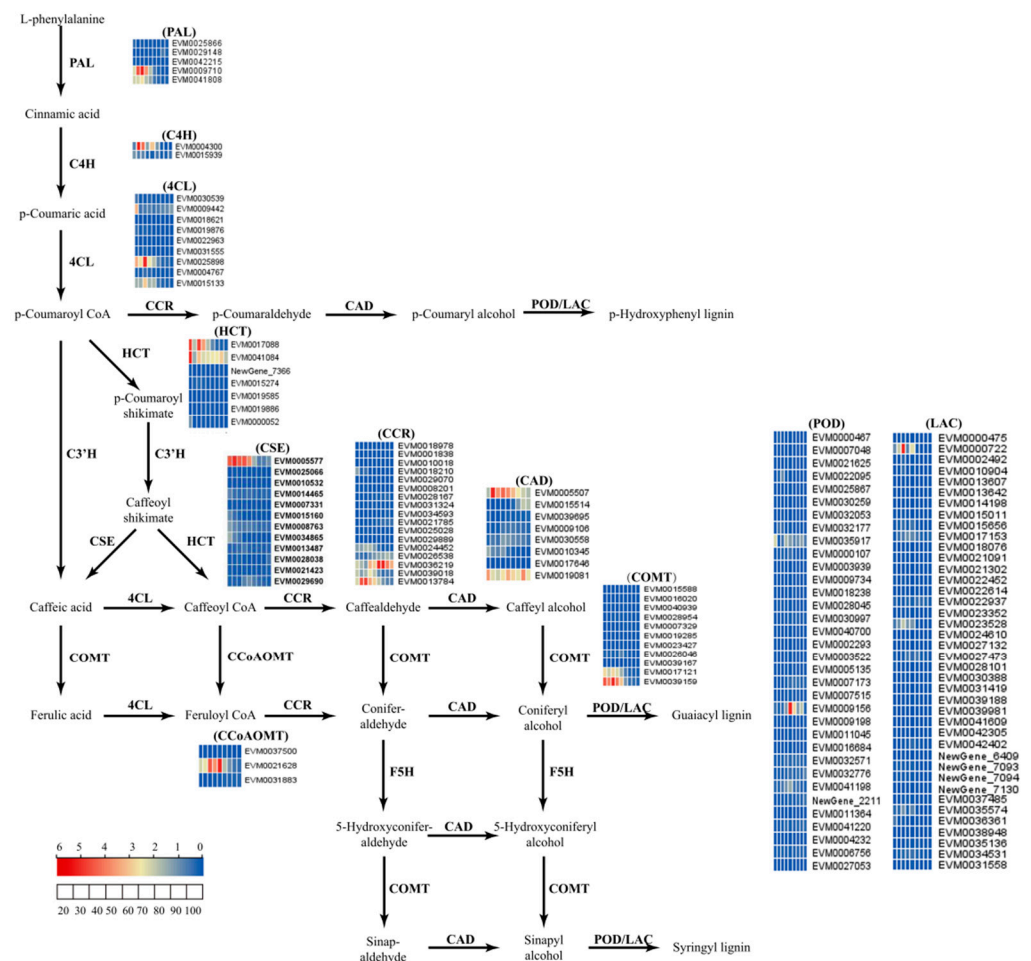 L-phenylalanine
PAL
(PAL)
EVM0025866
EVM0029148
EVM0042215
EVM0009710
EVM0041808
Cinnamic acid
C4H
(C4H)
EVM0004300
EVM0015939
p-Coumaric acid
4CL
(4CL)
EVM0030539
EVM0009442
EVM0018621
EVM0019876
EVM0022963
EVM0031555
EVM0025898
EVM0004767
EVM0015133
p-Coumaroyl CoA
CCR
p-Coumaraldehyde
CAD
p-Coumaryl alcohol
POD/LAC
p-Hydroxyphenyl lignin
(HCT)
EVM0017088
EVM0041084
NewGene_7366
EVM0015274
EVM0019585
EVM0019886
EVM0000052
HCT
p-Coumaroyl
shikimate
C3'H
C3'H
Caffeoyl
shikimate
CSE
HCT
(CSE)
EVM0005577
EVM0025066
EVM0010532
EVM0014465
EVM0007331
EVM0015160
EVM0008763
EVM0034865
EVM0013487
EVM0028038
EVM0021423
EVM0029690
(CCR)
EVM0018978
EVM0001838
EVM0010018
EVM0018210
EVM0029070
EVM0008201
EVM0028167
EVM0031324
EVM0034593
EVM0021785
EVM0025028
EVM0029889
EVM0024452
EVM0026538
EVM0036219
EVM0039018
EVM0013784
(CAD)
EVM0005507
EVM0015514
EVM0039695
EVM0009106
EVM0030558
EVM0010345
EVM0017646
EVM0019081
Caffeic acid
4CL
Caffeoyl CoA
CCR
Caffealdehyde
CAD
Caffeyl alcohol
(COMT)
EVM0015588
EVM0016020
EVM0040939
EVM0028954
EVM0007329
EVM0019285
EVM0023427
EVM0026046
EVM0039167
EVM0017121
EVM0039159
COMT
CCoAOMT
COMT
COMT
Ferulic acid
4CL
Feruloyl CoA
CCR
Conifer-
aldehyde
CAD
Coniferyl
alcohol
POD/LAC
Guaiacyl lignin
(CCoAOMT)
EVM0037500
EVM0021628
EVM0031883
F5H
F5H
5-Hydroxyconifer-
aldehyde
CAD
5-Hydroxyconiferyl
alcohol
COMT
COMT
Sinap-
aldehyde
CAD
Sinapyl
alcohol
POD/LAC
Syringyl lignin
6 4 3 2 1 0
20 30 40 50 60 70 80 90 100
(POD)
EVM0000467
EVM0007048
EVM0021625
EVM0022095
EVM0025867
EVM0030259
EVM0032053
EVM0032177
EVM0035917
EVM0000107
EVM0003939
EVM0009734
EVM0018238
EVM0028045
EVM0030997
EVM0040700
EVM0002293
EVM0003522
EVM0005135
EVM0007173
EVM0007515
EVM0009156
EVM0009198
EVM0011045
EVM0016684
EVM0032571
EVM0032776
EVM0041198
NewGene_2211
EVM0011364
EVM0041220
EVM0004232
EVM0006756
EVM0027053
(LAC)
EVM0000475
EVM0000722
EVM0002492
EVM0010904
EVM0013607
EVM0013642
EVM0014198
EVM0015011
EVM0015656
EVM0017153
EVM0018076
EVM0021091
EVM0021302
EVM0022452
EVM0022614
EVM0022937
EVM0023352
EVM0023528
EVM0024610
EVM0027132
EVM0027473
EVM0028101
EVM0030388
EVM0031419
EVM0039188
EVM0039981
EVM0041609
EVM0042305
EVM0042402
NewGene_6409
NewGene_7093
NewGene_7094
NewGene_7130
EVM0037485
EVM0035574
EVM0036361
EVM0038948
EVM0035136
EVM0034531
EVM0031558